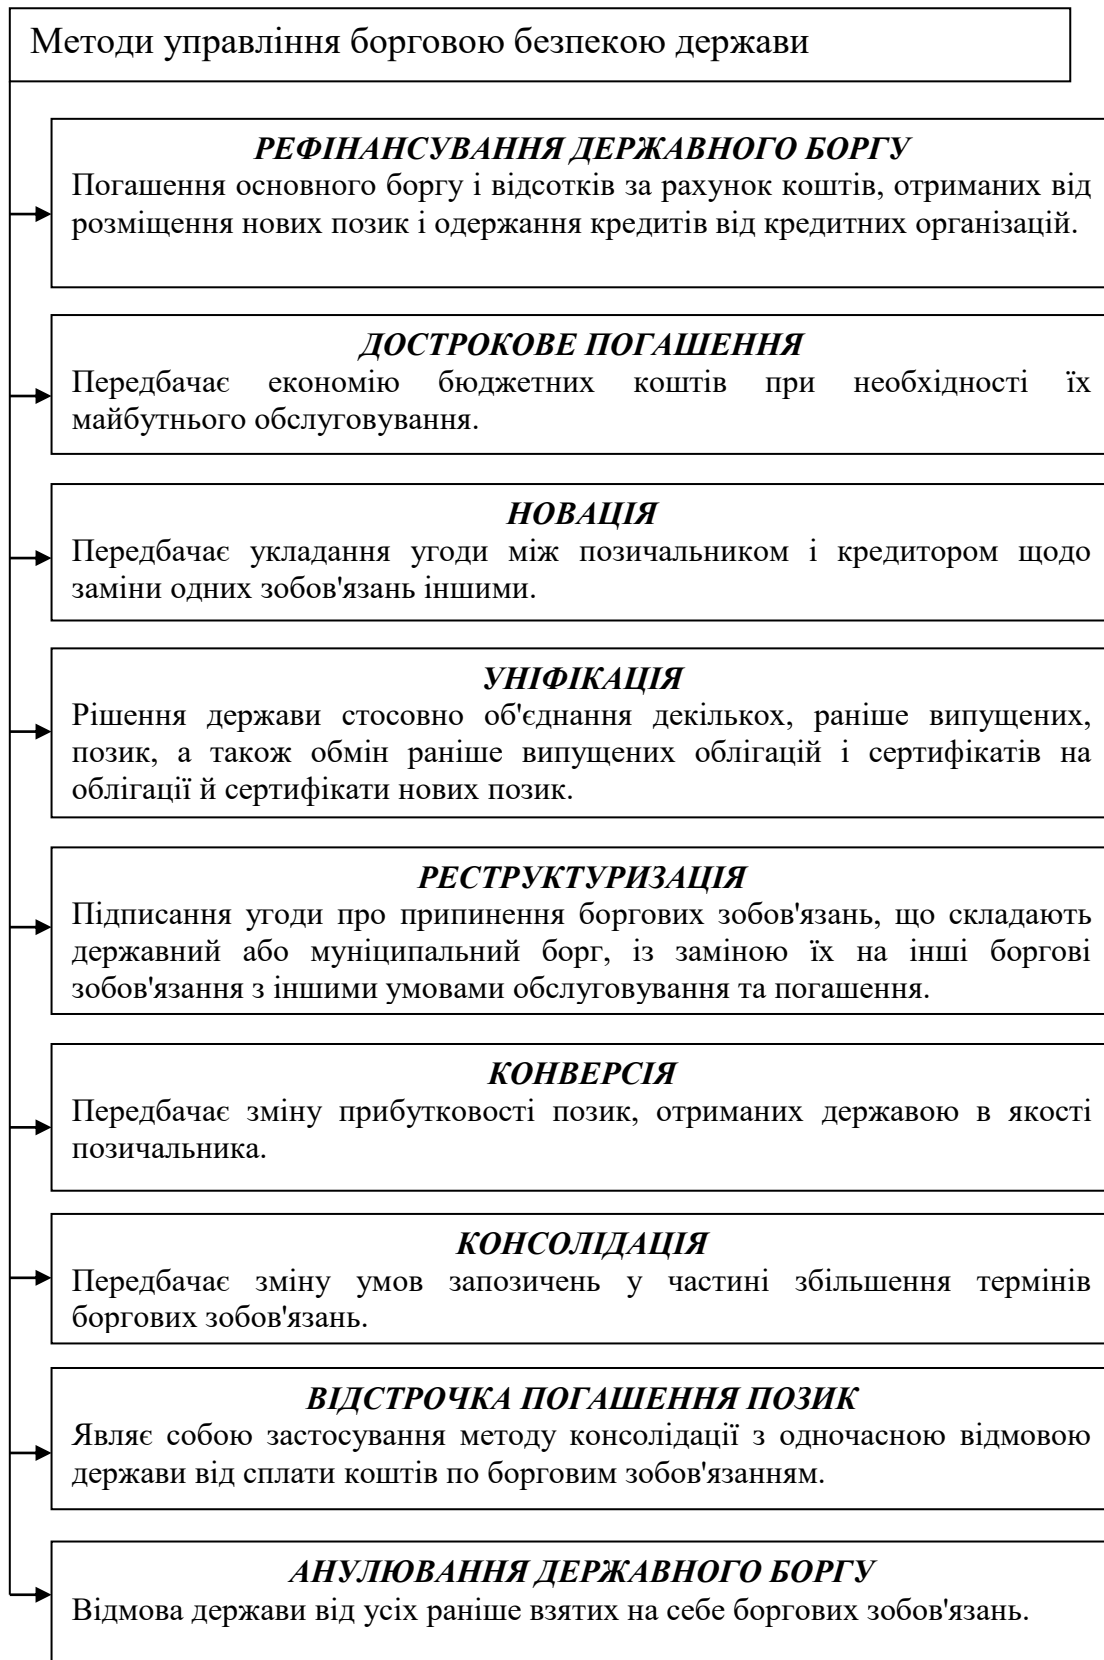 Методи управління борговою безпекою держави
РЕФІНАНСУВАННЯ ДЕРЖАВНОГО БОРГУ
Погашення основного боргу і відсотків за рахунок коштів, отриманих від
розміщення нових позик і одержання кредитів від кредитних організацій.
ДОСТРОКОВЕ ПОГАШЕННЯ
Передбачає економію бюджетних коштів при необхідності їх
майбутнього обслуговування.
НОВАЦІЯ
Передбачає укладання угоди між позичальником і кредитором щодо
заміни одних зобов'язань іншими.
УНІФІКАЦІЯ
Рішення держави стосовно об'єднання декількох, раніше випущених,
позик, а також обмін раніше випущених облігацій і сертифікатів на
облігації й сертифікати нових позик.
РЕСТРУКТУРИЗАЦІЯ
Підписання угоди про припинення боргових зобов'язань, що складають
державний або муніципальний борг, із заміною їх на інші боргові
зобов'язання з іншими умовами обслуговування та погашення.
КОНВЕРСІЯ
Передбачає зміну прибутковості позик, отриманих державою в якості
позичальника.
КОНСОЛІДАЦІЯ
Передбачає зміну умов запозичень у частині збільшення термінів
боргових зобов'язань.
ВІДСТРОЧКА ПОГАШЕННЯ ПОЗИК
Являє собою застосування методу консолідації з одночасною відмовою
держави від сплати коштів по борговим зобов'язанням.
АНУЛЮВАННЯ ДЕРЖАВНОГО БОРГУ
Відмова держави від усіх раніше взятих на себе боргових зобов'язань.